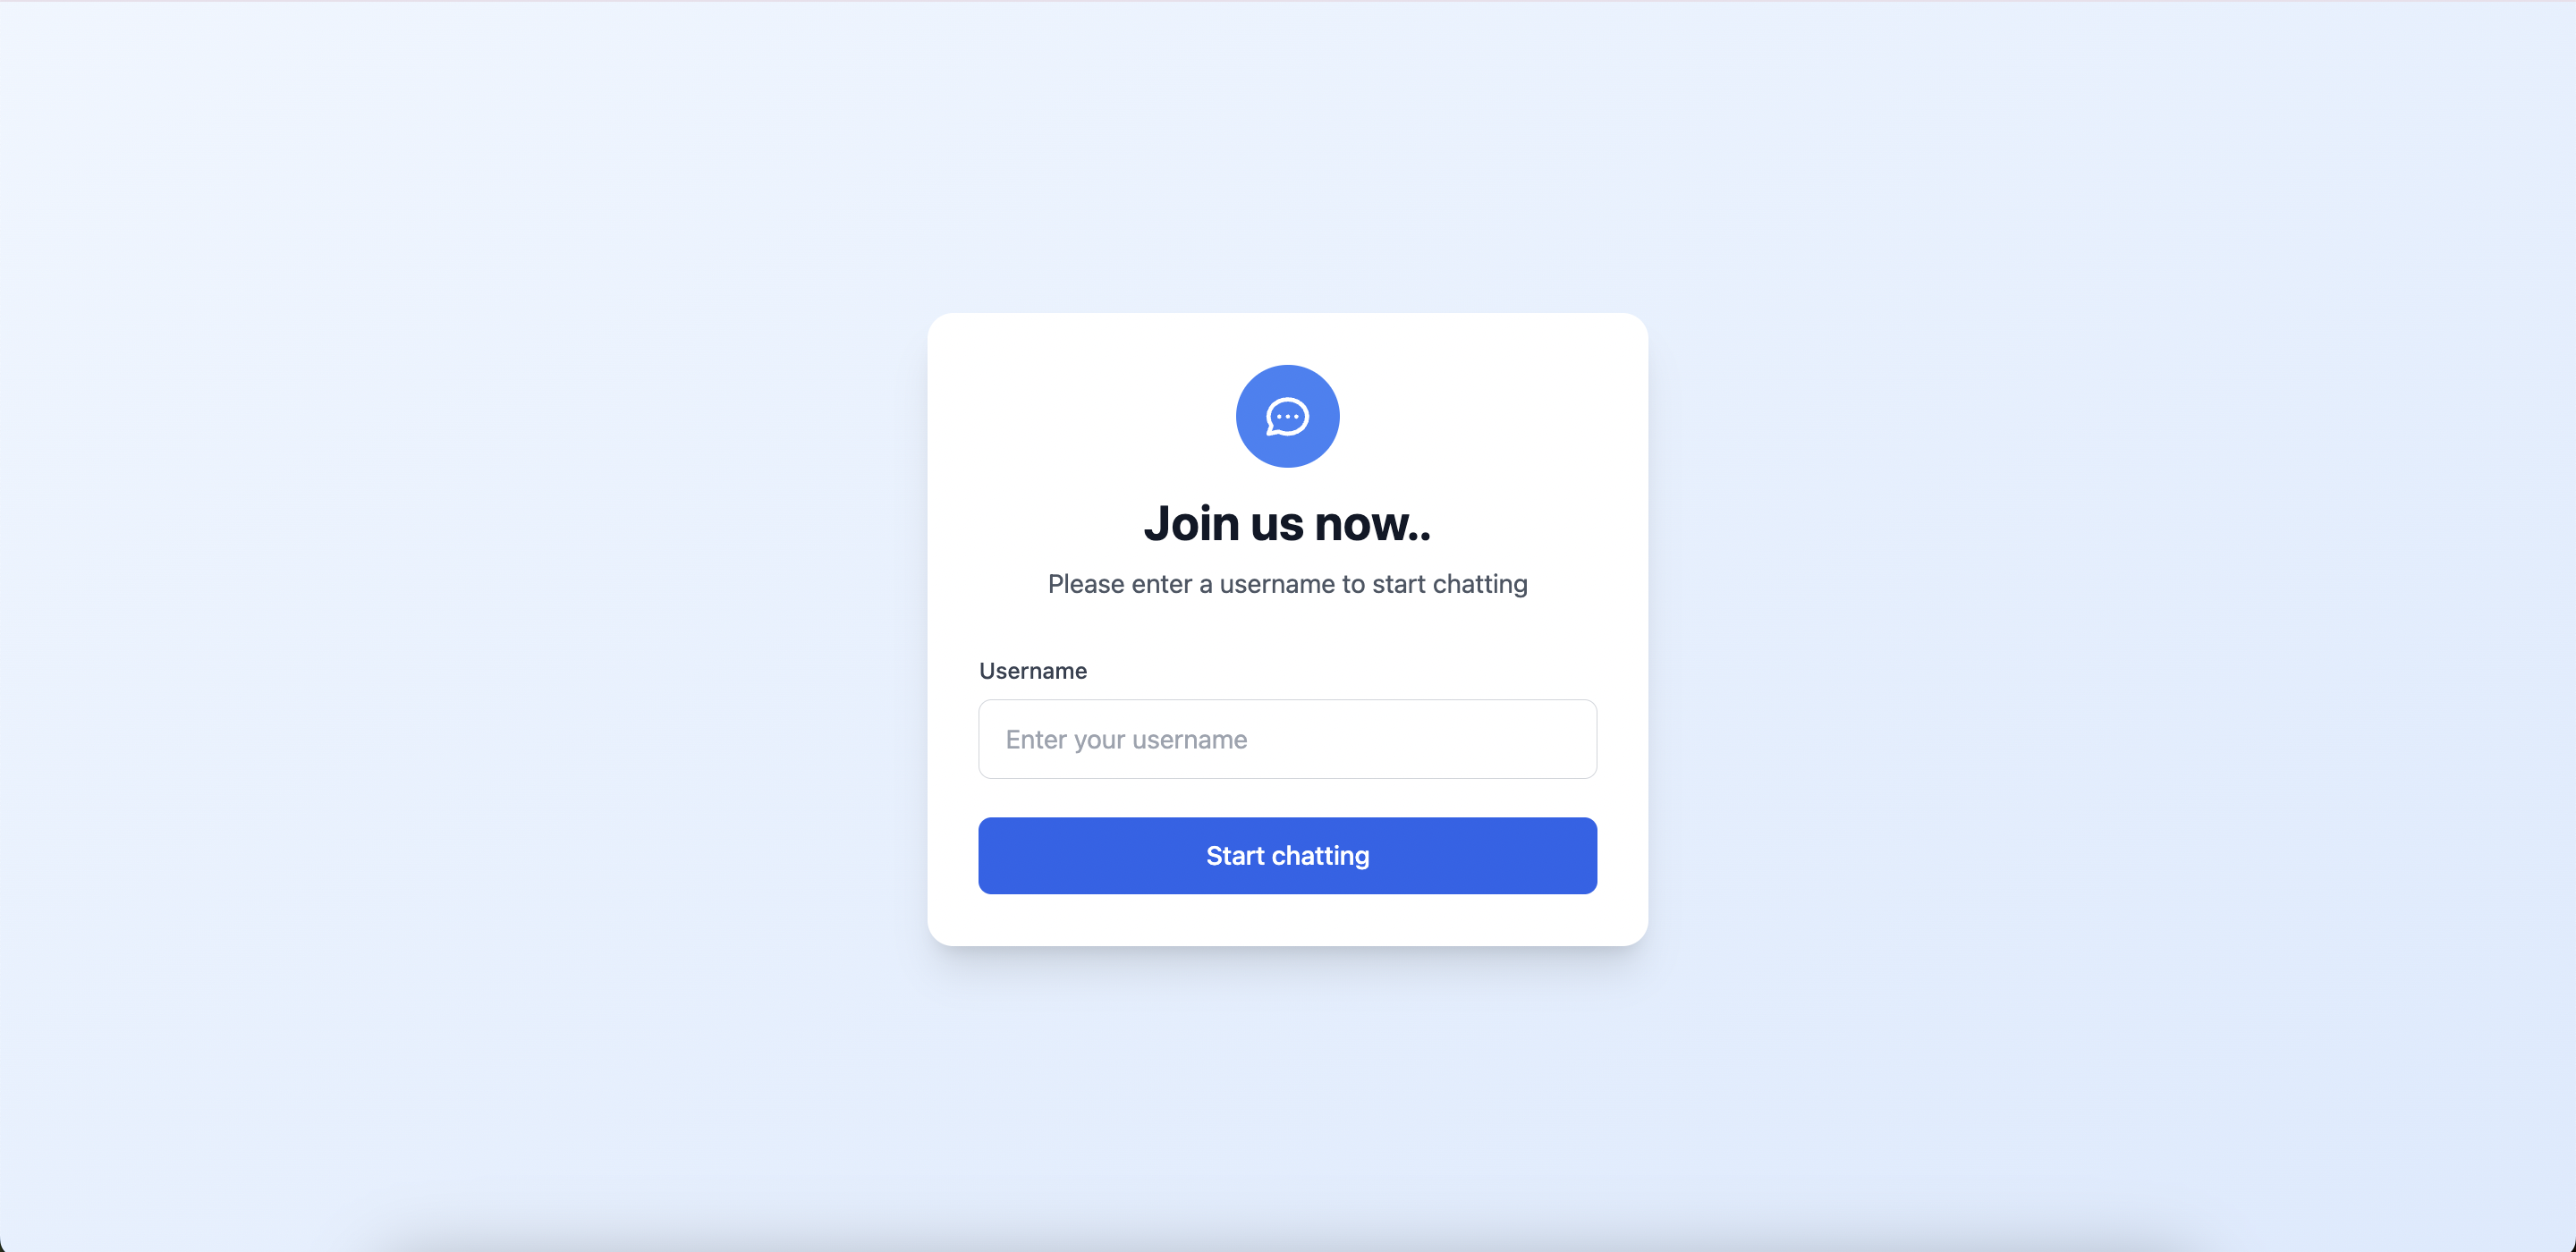 Join us now..
Please enter a username to start chatting
Username
Enter your username
Start chatting